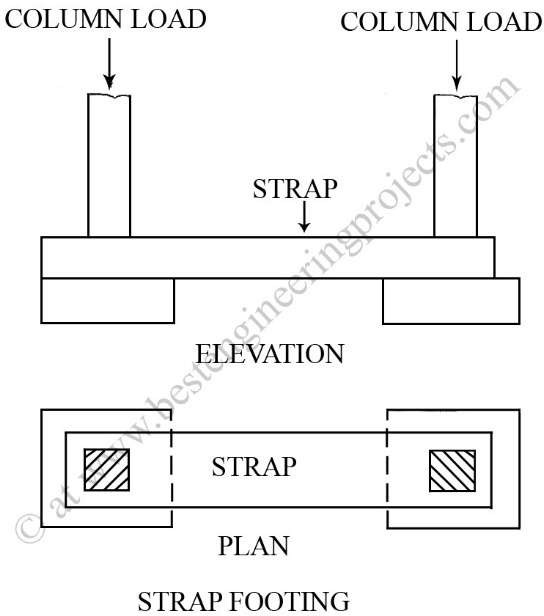 COLUMN LOAD
COLUMN LOAD
STRAP
ELEVATION
STRAP
PLAN
STRAP FOOTING
© at www.bestengineeringprojects.com